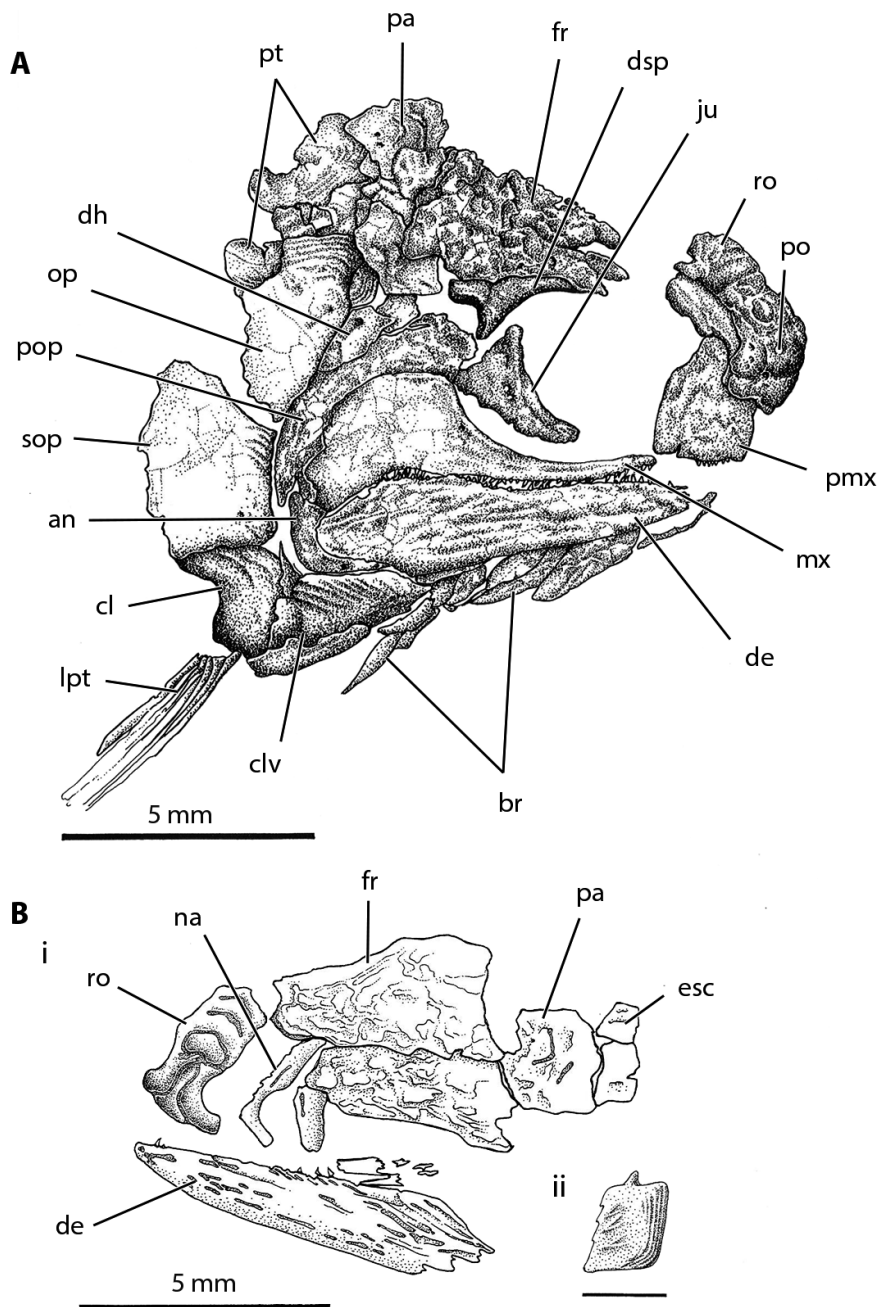 A
pt
pa
fr
dsp
ju
ro
po
dh
op
pop
sop
an
cl
lpt
clv
br
pmx
mx
de
5 mm
B
i
ro
na
fr
pa
esc
de
ii
5 mm